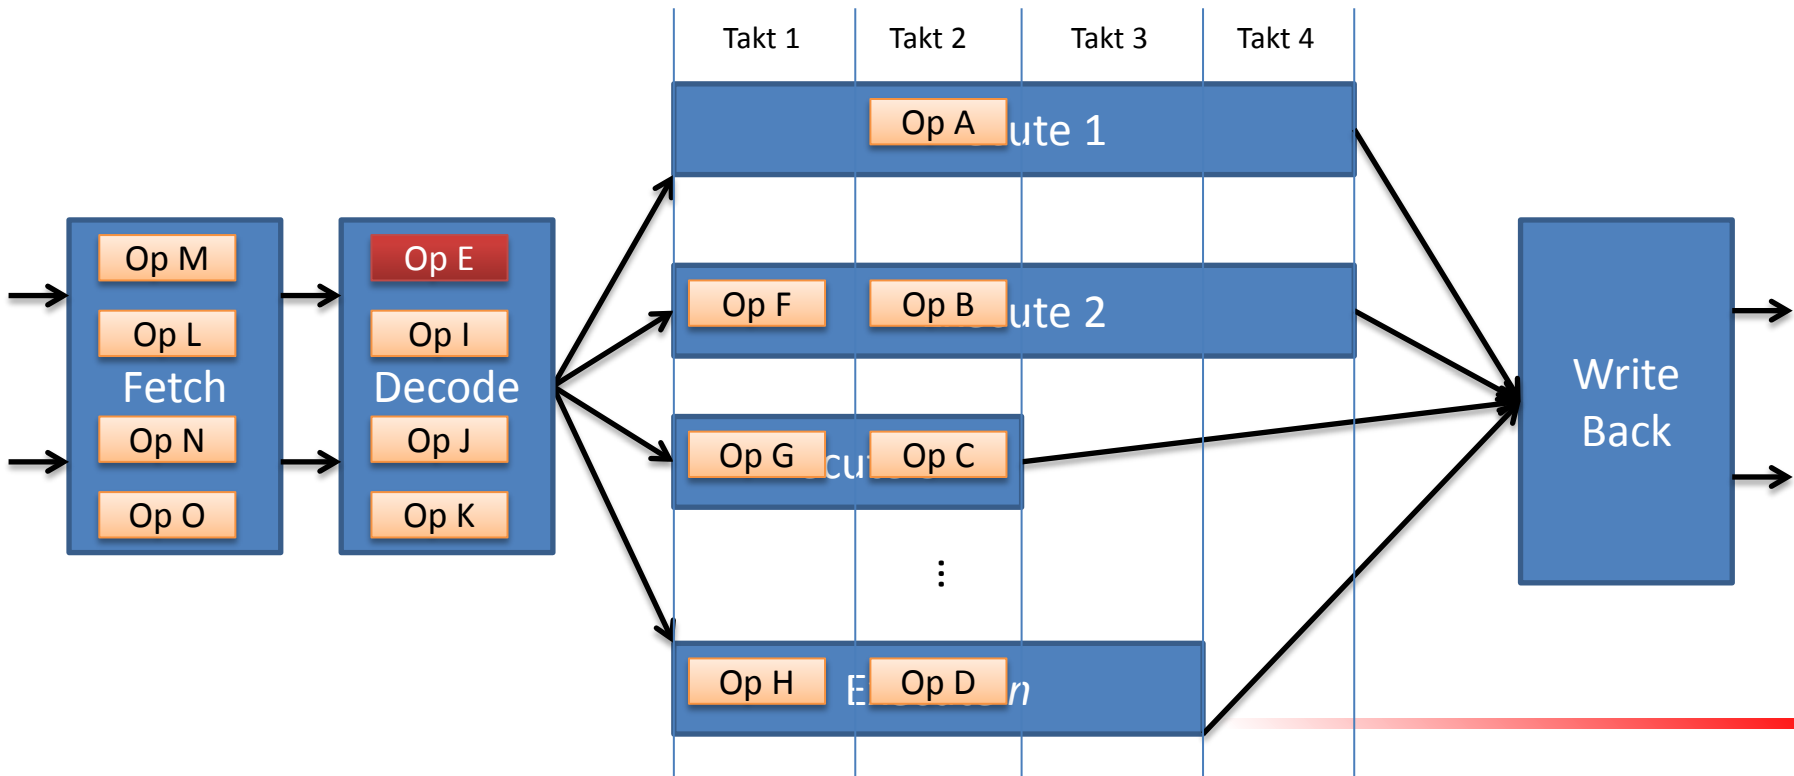 Takt 1
Takt 2
Takt 3
Takt 4
Op A
ute 1
Op M
Op L
Fetch
Op N
Op O
Op E
Op I
Decode
Op J
Op K
Op F
Op B
ute 2
Op G
Op C
⋮
Op H
Op D
n
Write
Back